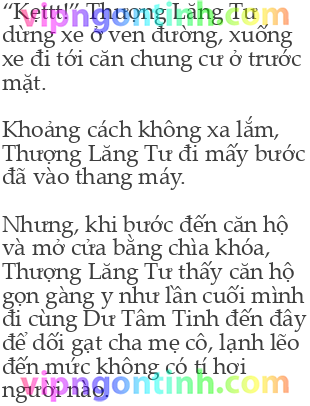 “Kétttt!” Thượng Lăng Tư
dừng xe ở ven đường, xuống
xe đi tới căn chung cư ở trước
mặt.
Khoảng cách không xa lắm,
Thượng Lăng Tư đi mấy bước
đã vào thang máy.
Nhưng, khi bước đến căn hộ
và mở cửa bằng chìa khóa,
Thượng Lăng Tư thấy căn hộ
gọn gàng y như lần cuối mình
đi cùng Dư Tâm Tinh đến đây
để dối gạt cha mẹ cô, lạnh lẽo
đến mức không có tí hơi
người nào.
vipngontinh.com
vipngontinh.com